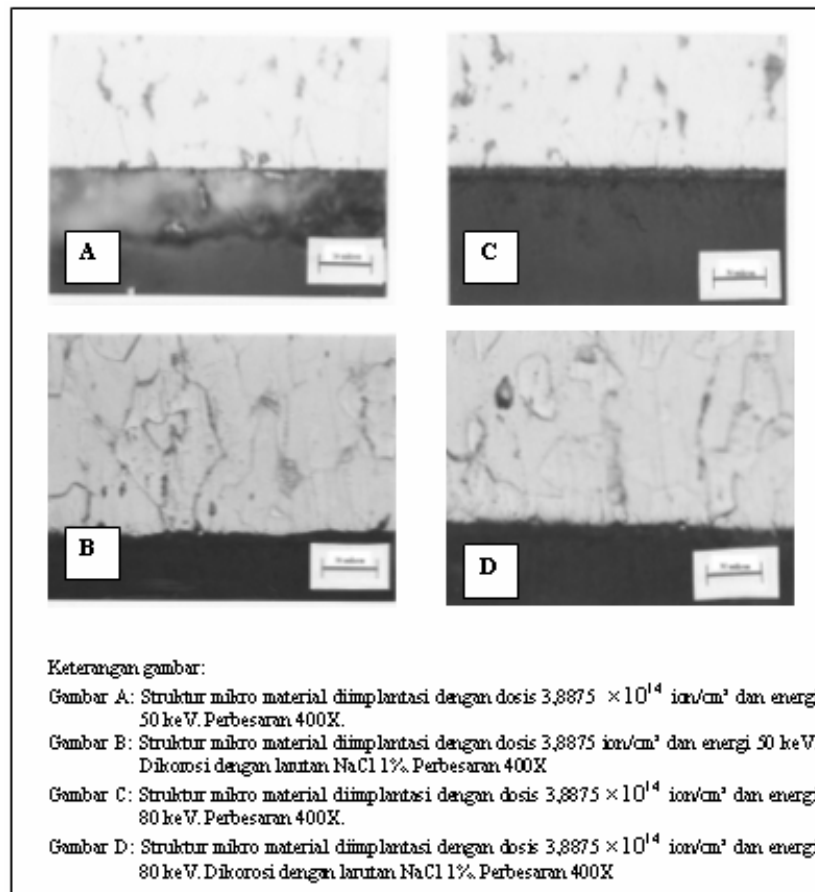 A
C
B
D
Keterangan gambar:
Gambar A: Struktur mikro material diimplantasi dengan dosis 3,8875 ×10¹⁴ ion/cm² dan energi
50 keV. Perbesaran 400X.
Gambar B: Struktur mikro material diimplantasi dengan dosis 3,8875 ion/cm² dan energi 50 keV.
Dikorosi dengan larutan NaCl 1%. Perbesaran 400X
Gambar C: Struktur mikro material diimplantasi dengan dosis 3,8875 ×10¹⁴ ion/cm² dan energi
80 keV. Perbesaran 400X.
Gambar D: Struktur mikro material diimplantasi dengan dosis 3,8875 ×10¹⁴ ion/cm² dan energi
80 keV. Dikorosi dengan larutan NaCl 1%. Perbesaran 400X